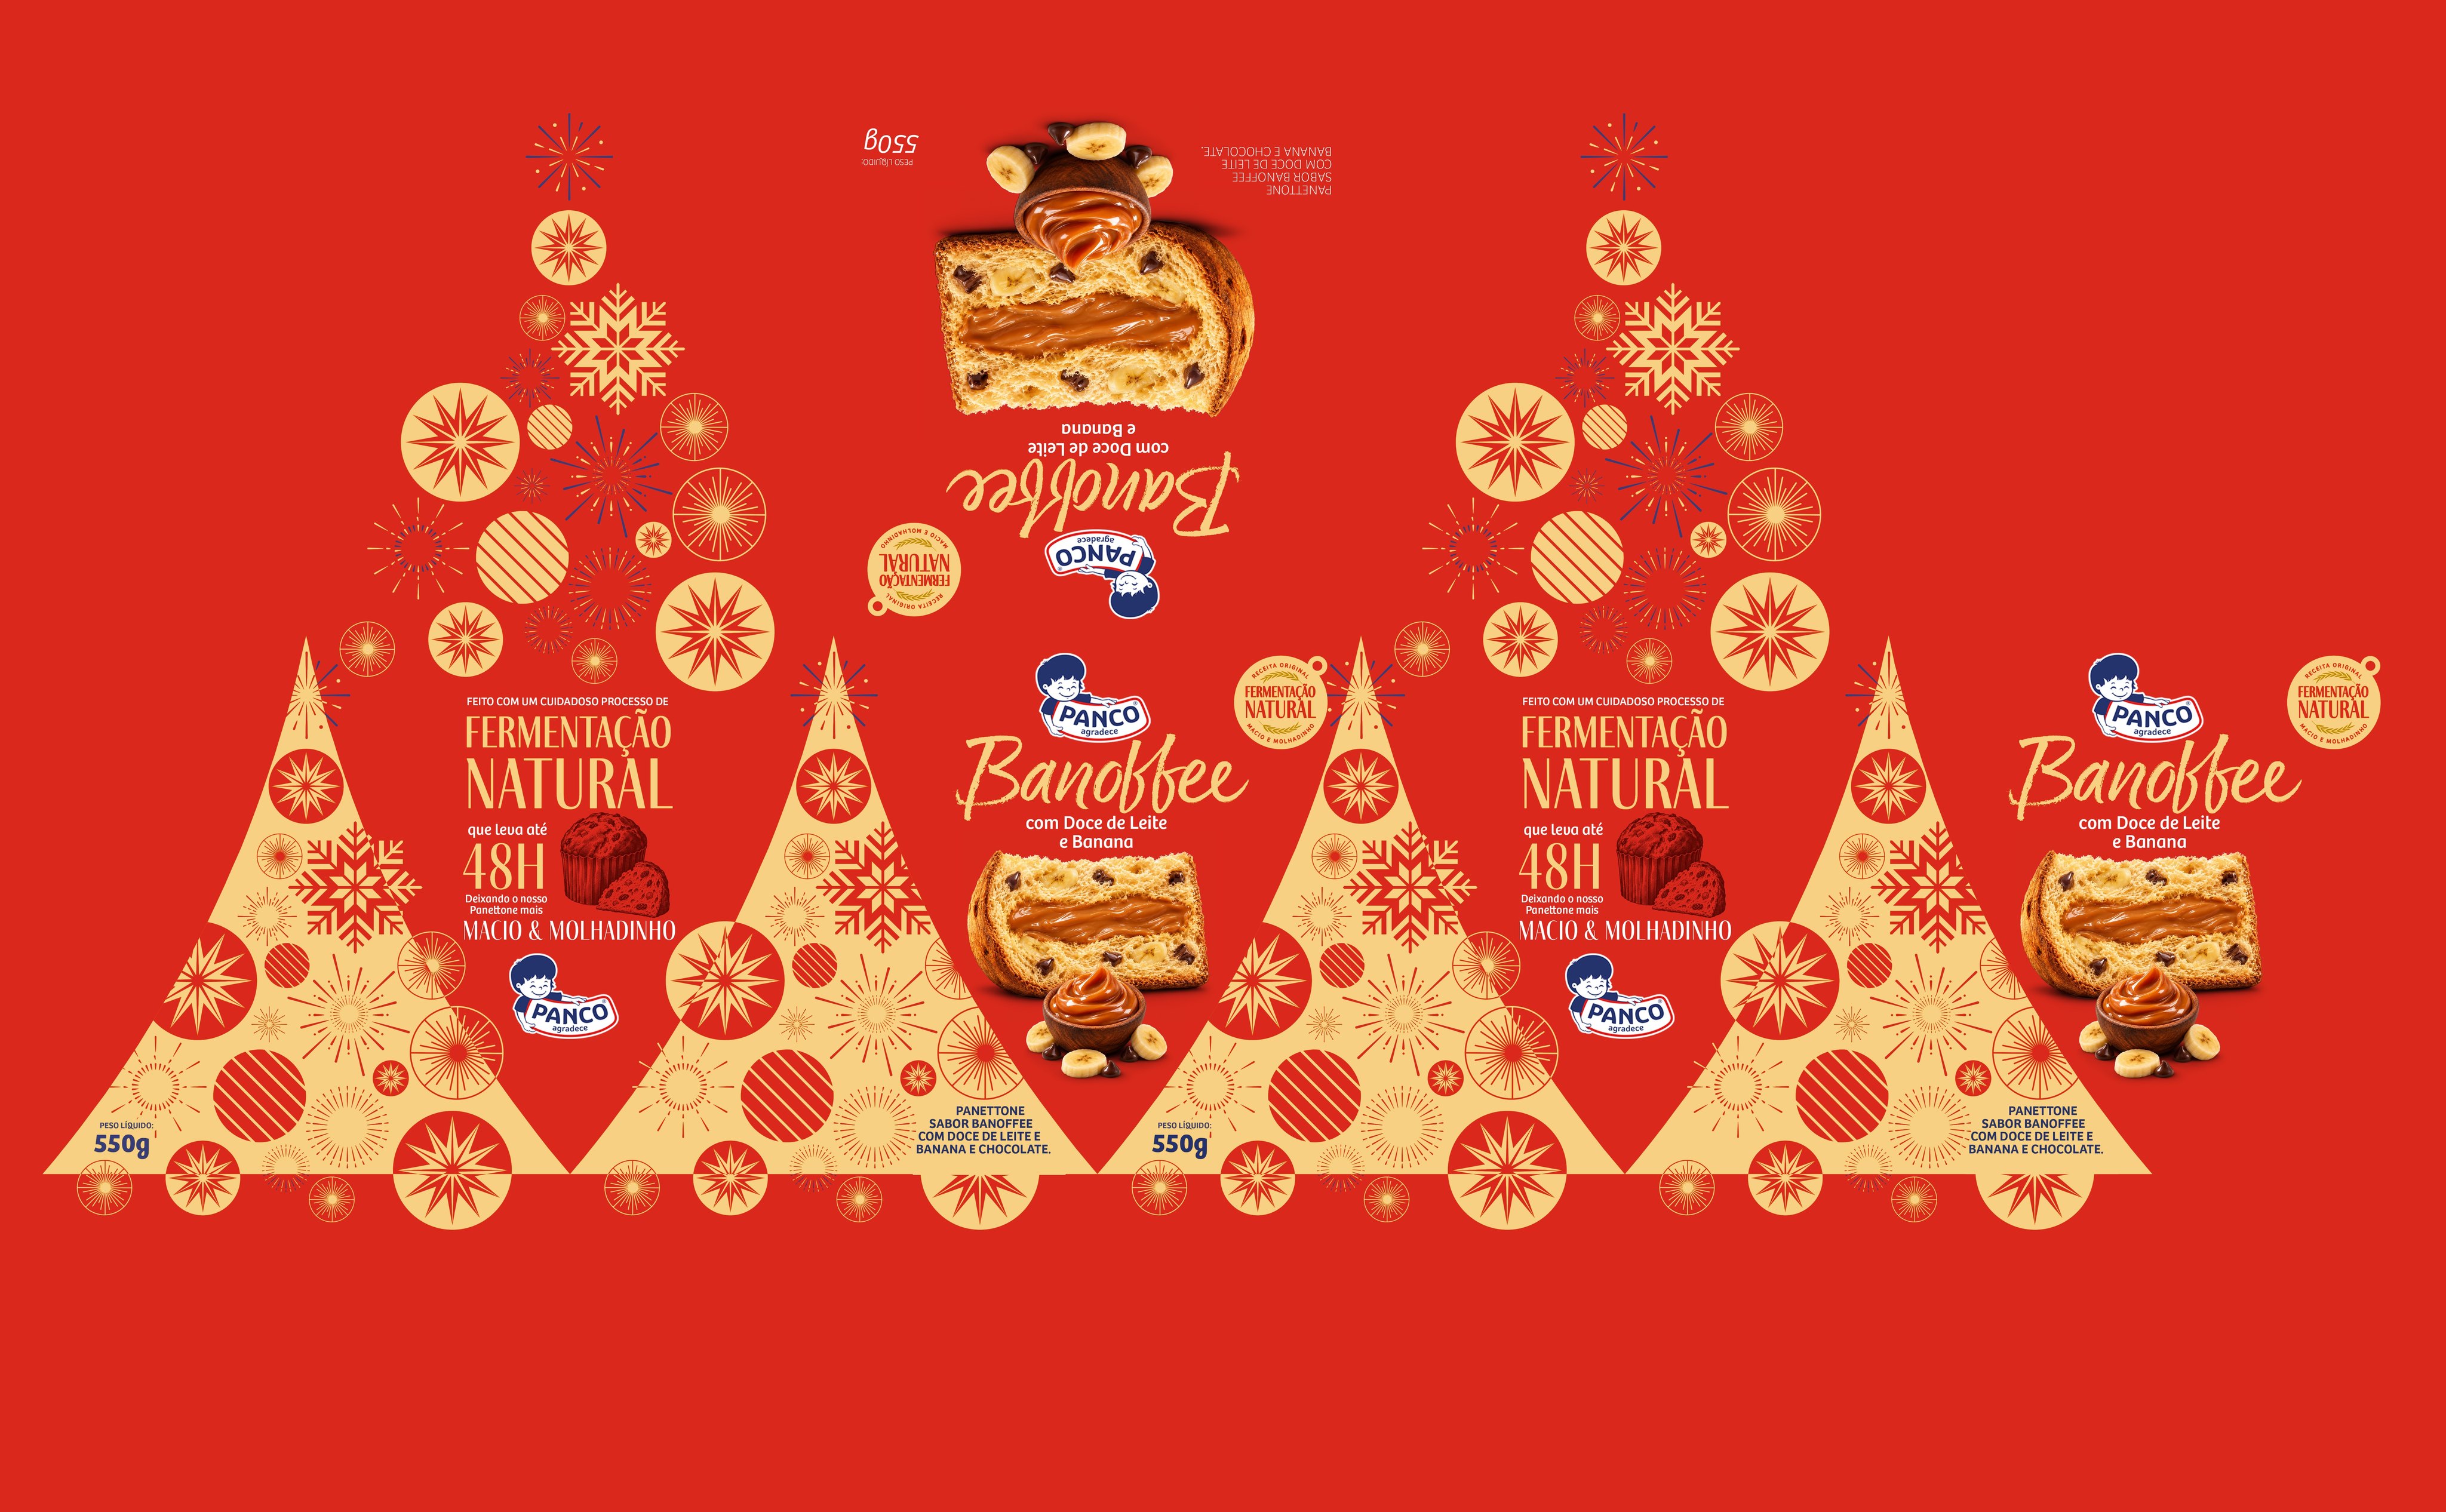 PESO LÍQUIDO:
550g
PANETTONE
SABOR BANOFFEE
COM DOCE DE LEITE
BANANA E CHOCOLATE.
com Doce de Leite
e Banana
Banoffee
PANCO
agradece
RECEITA ORIGINAL
FERMENTAÇÃO
NATURAL
MACIO E MOLHADINHO
FEITO COM UM CUIDADOSO PROCESSO DE
FERMENTAÇÃO
NATURAL
que leva até
48H
Deixando o nosso
Panettone mais
MACIO & MOLHADINHO
PANCO
agradece
PESO LÍQUIDO:
550g
PANCO
agradece
Banoffee
com Doce de Leite
e Banana
RECEITA ORIGINAL
FERMENTAÇÃO
NATURAL
MACIO E MOLHADINHO
PANETTONE
SABOR BANOFFEE
COM DOCE DE LEITE E
BANANA E CHOCOLATE.
FEITO COM UM CUIDADOSO PROCESSO DE
FERMENTAÇÃO
NATURAL
que leva até
48H
Deixando o nosso
Panettone mais
MACIO & MOLHADINHO
PANCO
agradece
PESO LÍQUIDO:
550g
PANCO
agradece
Banoffee
com Doce de Leite
e Banana
RECEITA ORIGINAL
FERMENTAÇÃO
NATURAL
MACIO E MOLHADINHO
PANETTONE
SABOR BANOFFEE
COM DOCE DE LEITE E
BANANA E CHOCOLATE.